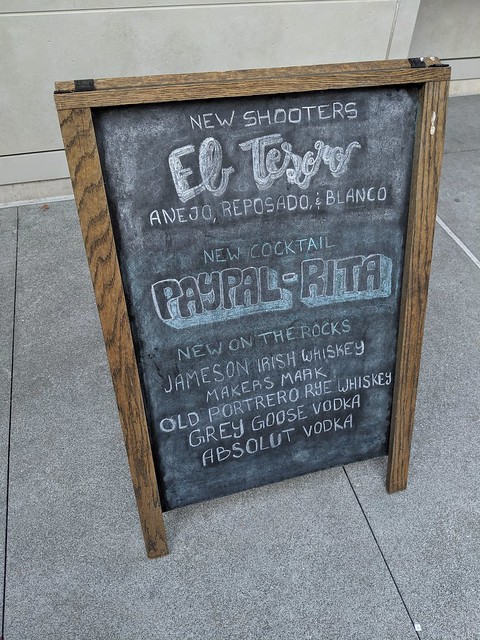 NEW SHOOTERS
El Tesoro
ANEJO, REPOSADO, & BLANCO
NEW COCKTAIL
PAYPAL-RITA
NEW ON THE ROCKS
JAMESON IRISH WHISKEY
MAKERS MARK
OLD PORTRERO RYE WHISKEY
GREY GOOSE VODKA
ABSOLUT VODKA